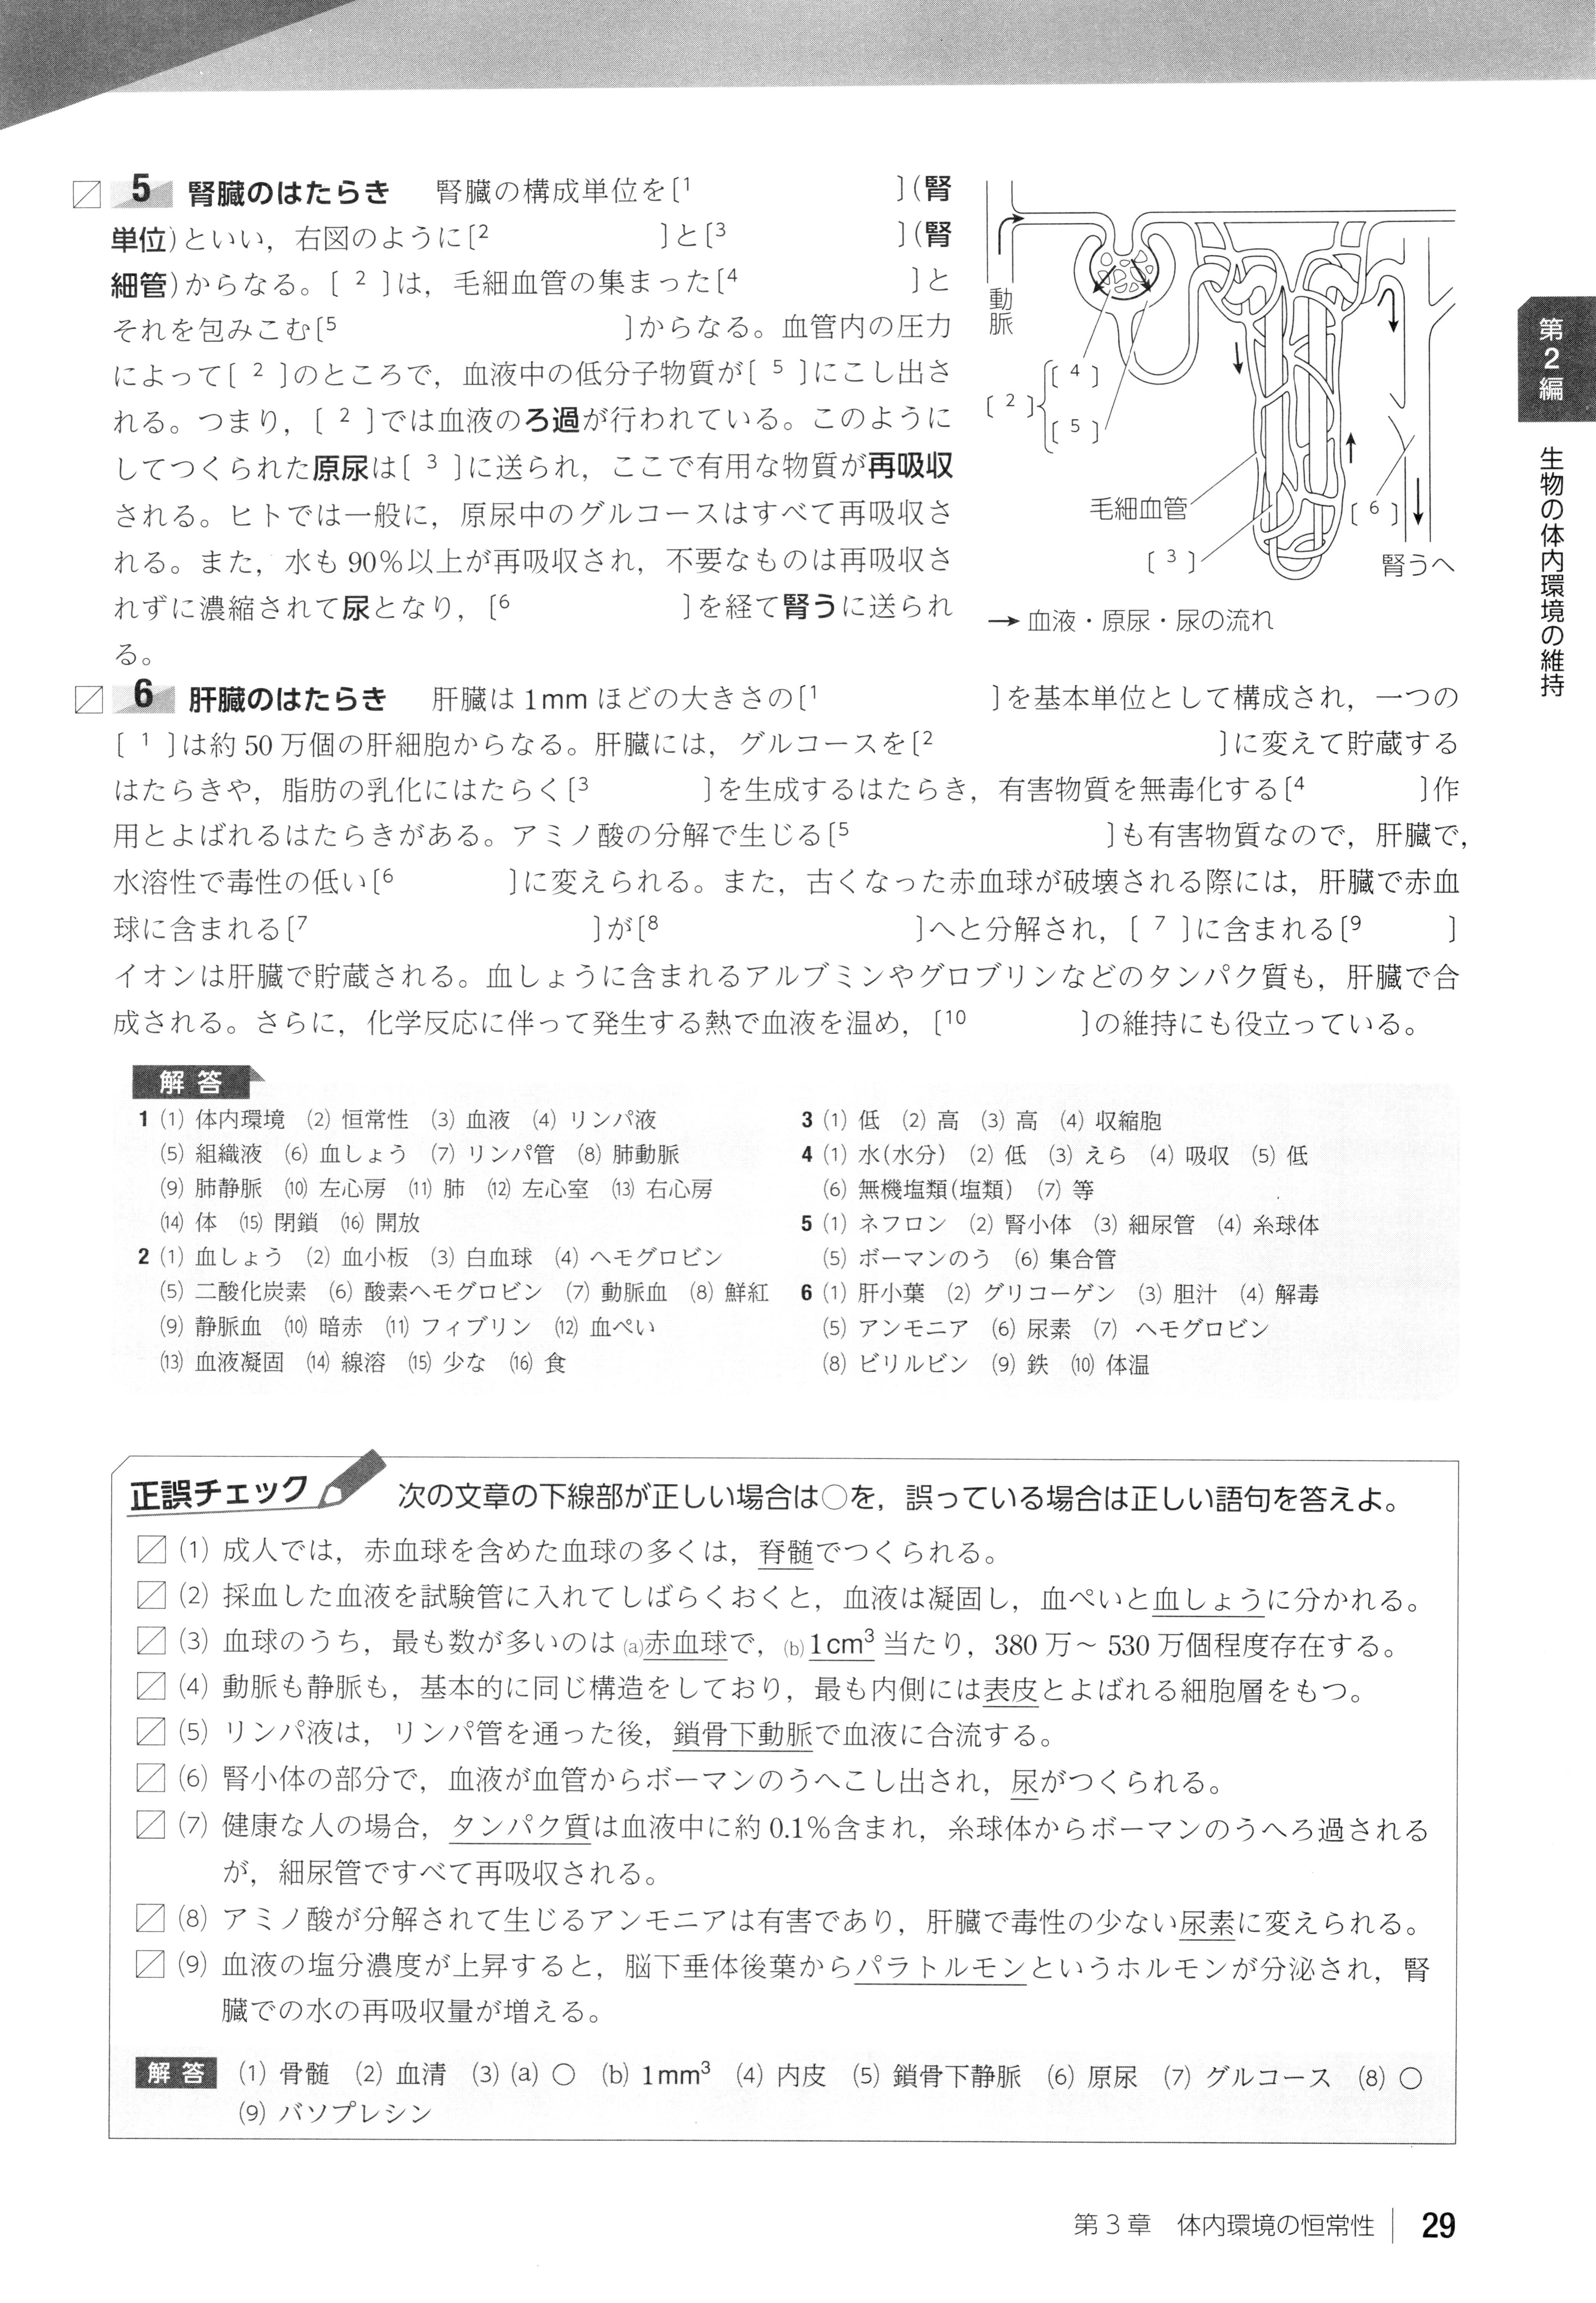 5 腎臓のはたらき　腎臓の構成単位を〔1　　　　〕(腎
単位)といい，右図のように〔2　　　　〕と〔3　　　　〕(腎
細管)からなる。〔 2 〕は，毛細血管の集まった〔4　　　　〕と
それを包みこむ〔5　　　　〕からなる。血管内の圧力
によって〔 2 〕のところで，血液中の低分子物質が〔 5 〕にこし出さ
れる。つまり，〔 2 〕では血液のろ過が行われている。このように
してつくられた原尿は〔 3 〕に送られ，ここで有用な物質が再吸収
される。ヒトでは一般に，原尿中のグルコースはすべて再吸収さ
れる。また，水も90％以上が再吸収され，不要なものは再吸収さ
れずに濃縮されて尿となり，〔6　　　　〕を経て腎うに送られ
る。
動脈
〔 4 〕
〔 2 〕
〔 5 〕
毛細血管
〔 6 〕
〔 3 〕
腎うへ
→ 血液・原尿・尿の流れ
第2編
生物の体内環境の維持
6 肝臓のはたらき　肝臓は1mmほどの大きさの〔1　　　　〕を基本単位として構成され，一つの
〔 1 〕は約50万個の肝細胞からなる。肝臓には，グルコースを〔2　　　　〕に変えて貯蔵する
はたらきや，脂肪の乳化にはたらく〔3　　　　〕を生成するはたらき，有害物質を無毒化する〔4　　　　〕作
用とよばれるはたらきがある。アミノ酸の分解で生じる〔5　　　　〕も有害物質なので，肝臓で，
水溶性で毒性の低い〔6　　　　〕に変えられる。また，古くなった赤血球が破壊される際には，肝臓で赤血
球に含まれる〔7　　　　〕が〔8　　　　〕へと分解され，〔 7 〕に含まれる〔9　　　　〕
イオンは肝臓で貯蔵される。血しょうに含まれるアルブミンやグロブリンなどのタンパク質も，肝臓で合
成される。さらに，化学反応に伴って発生する熱で血液を温め，〔10　　　　〕の維持にも役立っている。
解答
1 (1) 体内環境 (2) 恒常性 (3) 血液 (4) リンパ液
(5) 組織液 (6) 血しょう (7) リンパ管 (8) 肺動脈
(9) 肺静脈 (10) 左心房 (11) 肺 (12) 左心室 (13) 右心房
(14) 体 (15) 閉鎖 (16) 開放
2 (1) 血しょう (2) 血小板 (3) 白血球 (4) ヘモグロビン
(5) 二酸化炭素 (6) 酸素ヘモグロビン (7) 動脈血 (8) 鮮紅
(9) 静脈血 (10) 暗赤 (11) フィブリン (12) 血ぺい
(13) 血液凝固 (14) 線溶 (15) 少な (16) 食
3 (1) 低 (2) 高 (3) 高 (4) 収縮胞
4 (1) 水(水分) (2) 低 (3) えら (4) 吸収 (5) 低
(6) 無機塩類(塩類) (7) 等
5 (1) ネフロン (2) 腎小体 (3) 細尿管 (4) 糸球体
(5) ボーマンのう (6) 集合管
6 (1) 肝小葉 (2) グリコーゲン (3) 胆汁 (4) 解毒
(5) アンモニア (6) 尿素 (7) ヘモグロビン
(8) ビリルビン (9) 鉄 (10) 体温
正誤チェック　次の文章の下線部が正しい場合は○を，誤っている場合は正しい語句を答えよ。
(1) 成人では，赤血球を含めた血球の多くは，脊髄でつくられる。
(2) 採血した血液を試験管に入れてしばらくおくと，血液は凝固し，血ぺいと血しょうに分かれる。
(3) 血球のうち，最も数が多いのは(a)赤血球で，(b)1cm³当たり，380万～530万個程度存在する。
(4) 動脈も静脈も，基本的に同じ構造をしており，最も内側には表皮とよばれる細胞層をもつ。
(5) リンパ液は，リンパ管を通った後，鎖骨下動脈で血液に合流する。
(6) 腎小体の部分で，血液が血管からボーマンのうへこし出され，尿がつくられる。
(7) 健康な人の場合，タンパク質は血液中に約0.1％含まれ，糸球体からボーマンのうへろ過される
が，細尿管ですべて再吸収される。
(8) アミノ酸が分解されて生じるアンモニアは有害であり，肝臓で毒性の少ない尿素に変えられる。
(9) 血液の塩分濃度が上昇すると，脳下垂体後葉からパラトルモンというホルモンが分泌され，腎
臓での水の再吸収量が増える。
解答 (1) 骨髄 (2) 血清 (3) (a) ○ (b) 1mm³ (4) 内皮 (5) 鎖骨下静脈 (6) 原尿 (7) グルコース (8) ○
(9) バソプレシン
第3章　体内環境の恒常性 | 29